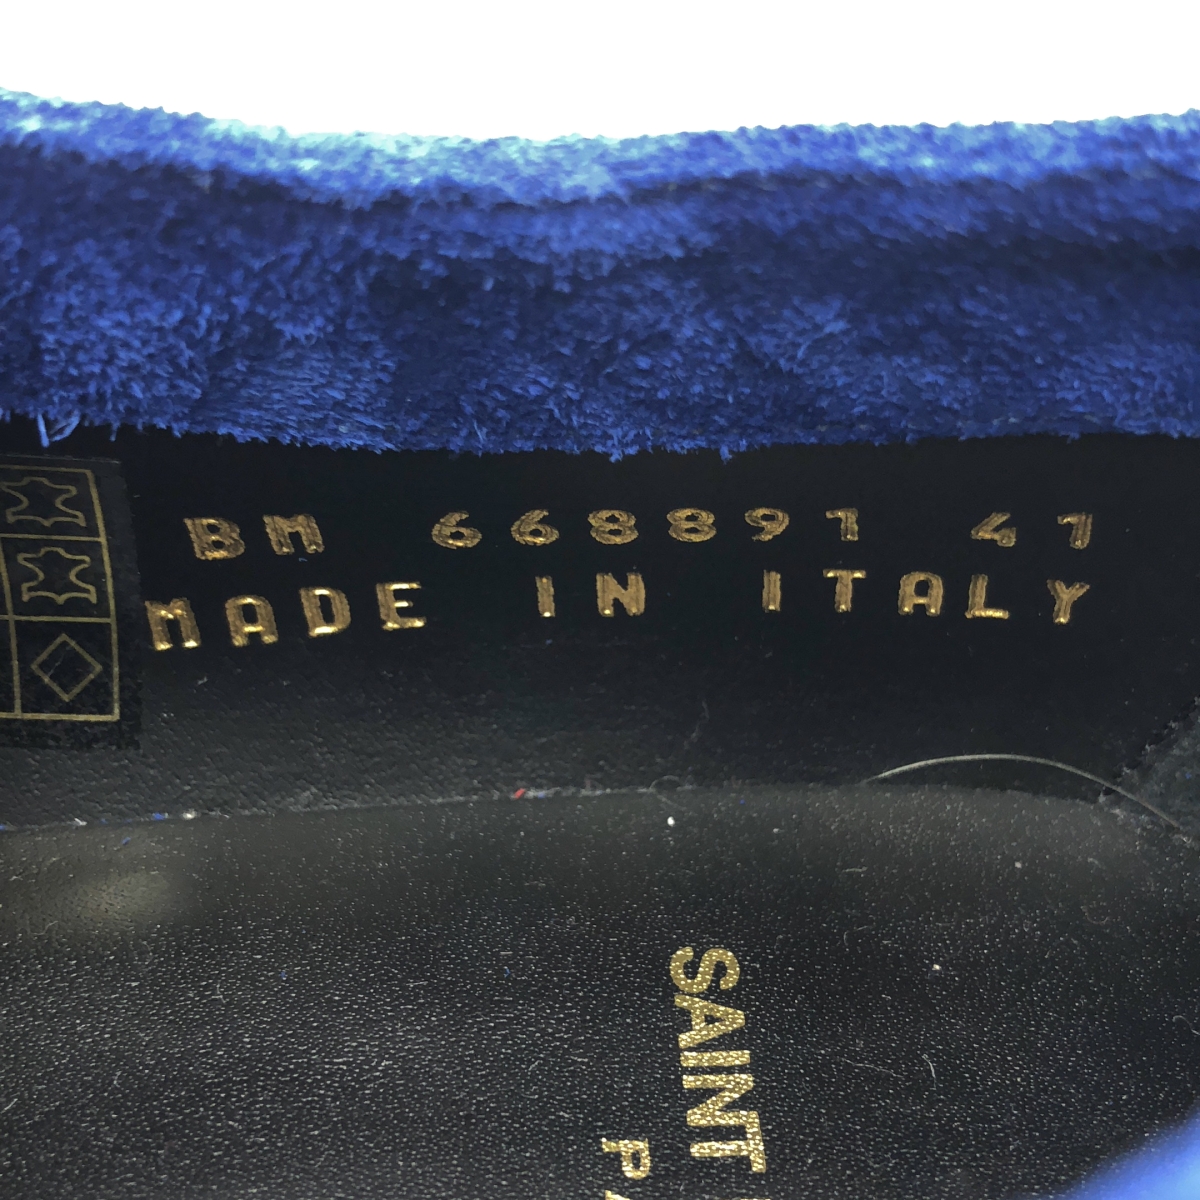 BM 668891 41
MADE IN ITALY
SAINT